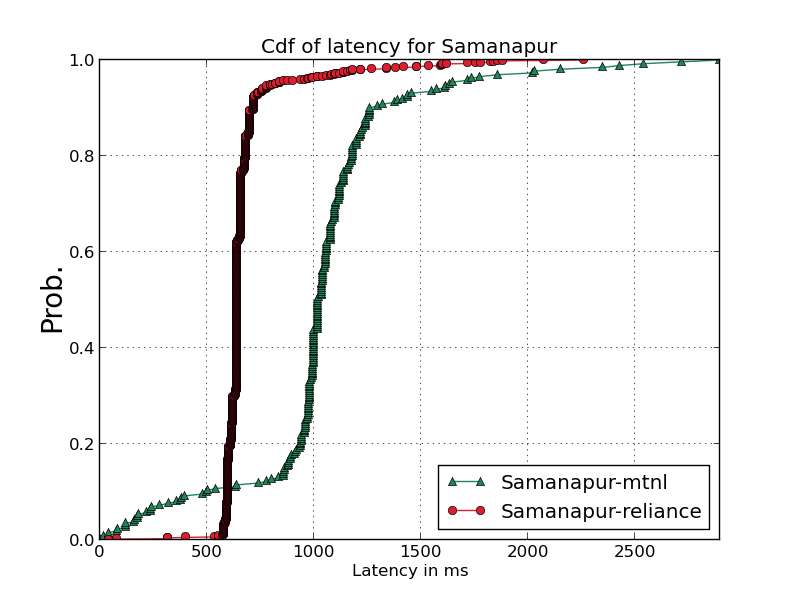 Cdf of latency for Samanapur
1.0
0.8
0.6
0.4
0.2
0.0
Prob.
0
500
1000
1500
2000
2500
Latency in ms
Samanapur-mtnl
Samanapur-reliance